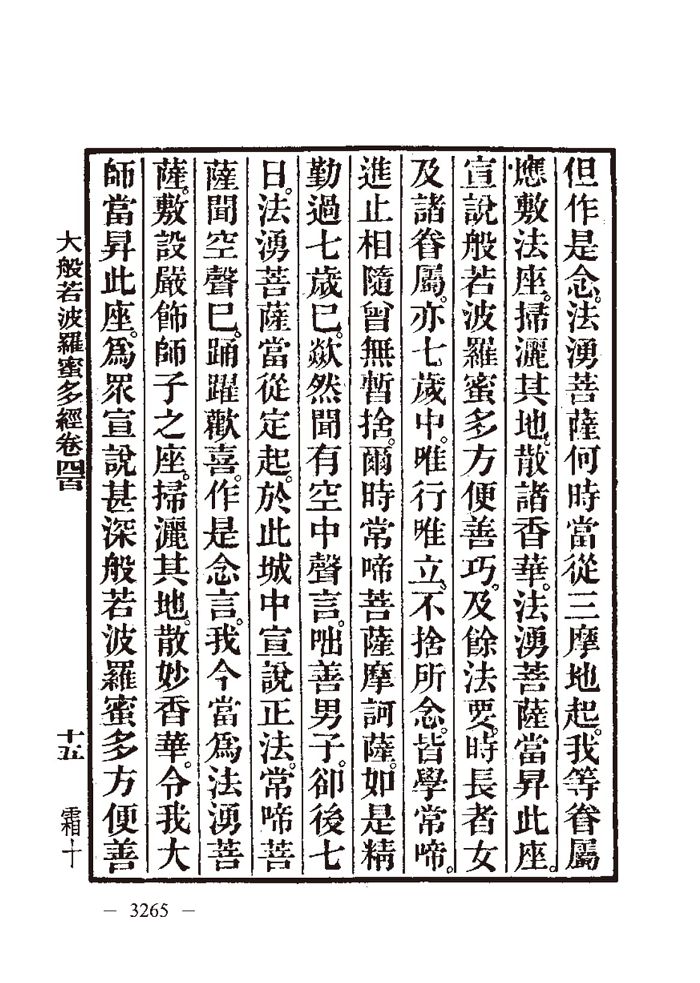 但作是念。法湧菩薩何時當從三摩地起。我等眷屬
應敷法座。掃灑其地。散諸香華。法湧菩薩當昇此座。
宣說般若波羅蜜多方便善巧。及餘法要。時長者女
及諸眷屬。亦七歲中。唯行唯立。不捨所念。皆學常啼。
進止相隨曾無暫捨。爾時常啼菩薩摩訶薩。如是精
勤過七歲已。欻然聞有空中聲言。咄善男子。卻後七
日。法湧菩薩當從定起。於此城中宣說正法。常啼菩
薩聞空聲已。踊躍歡喜。作是念言。我今當爲法湧菩
薩。敷設嚴飾師子之座。掃灑其地。散妙香華。令我大
師當昇此座。爲眾宣說甚深般若波羅蜜多方便善
大般若波羅蜜多經卷四百 十五 霜十
— 3265 —